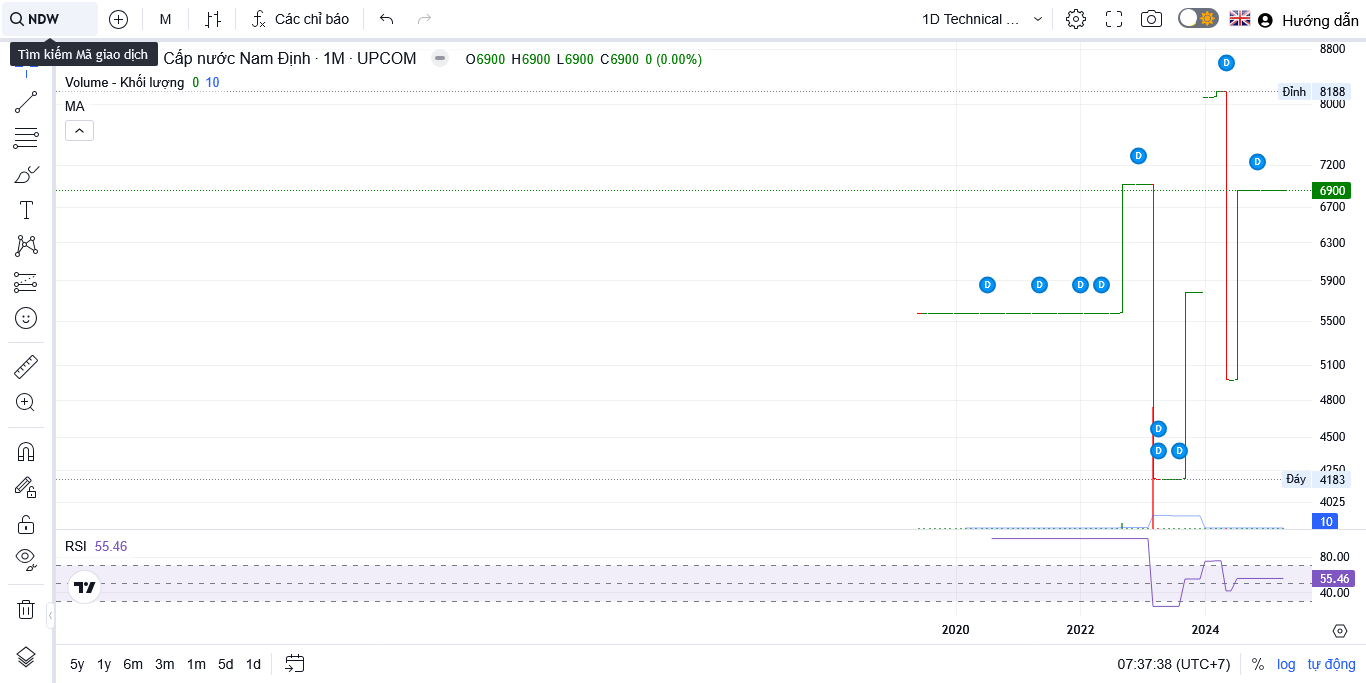 NDW M Các chỉ báo 1D Technical ... Hướng dẫn
Tìm kiếm Mã giao dịch
Cấp nước Nam Định · 1M · UPCOM O6900 H6900 L6900 C6900 0 (0.00%)
Volume - Khối lượng 0 10
MA
8800
D
Đỉnh 8188
8000
D
D
7200
6900
6700
6300
5900
D
D
D
D
5500
5100
4800
4500
D
D
D
4250
Đáy 4183
4025
10
RSI 55.46
80.00
55.46
40.00
2020 2022 2024
5y 1y 6m 3m 1m 5d 1d 07:37:38 (UTC+7) % log tự động